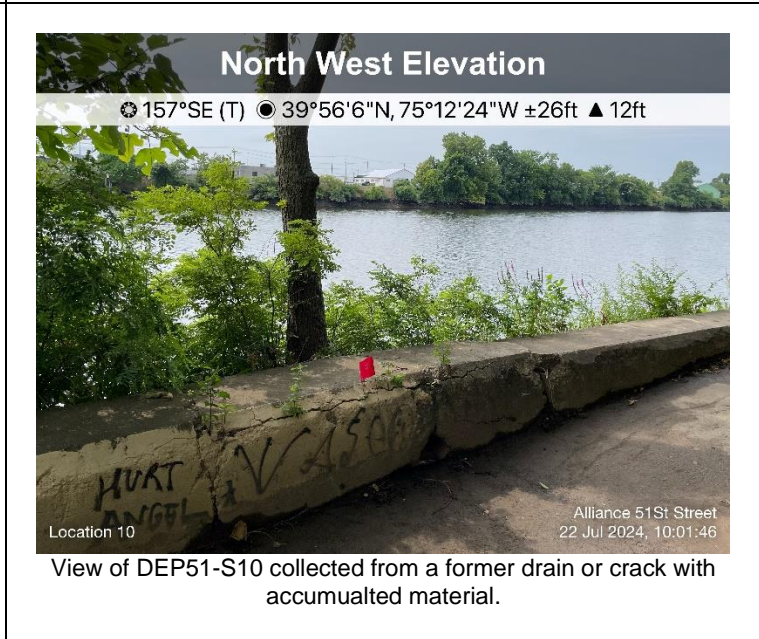 North West Elevation
157°SE (T) 39°56'6"N, 75°12'24"W ±26ft ▲ 12ft
HURT
ANGEL
Location 10
Alliance 51St Street
22 Jul 2024, 10:01:46
View of DEP51-S10 collected from a former drain or crack with
accumualted material.